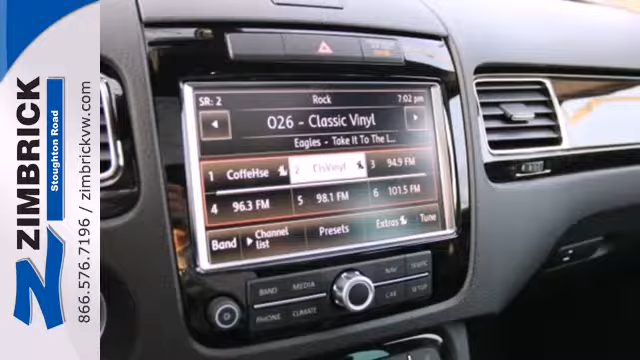 ZIMBRICK
Stoughton Road
866.576.7196 / zimbrickvw.com
SR: 2 Rock 7:02 pm
026 - Classic Vinyl
Eagles - Take It To The L...
1 CoffeHse 2 ClsVinyl 3 94.9 FM
4 96.3 FM 5 98.1 FM 6 101.5 FM
Band Channel list Presets Extras Tune
BAND MEDIA NAV
PHONE CLIMATE CAR SETUP